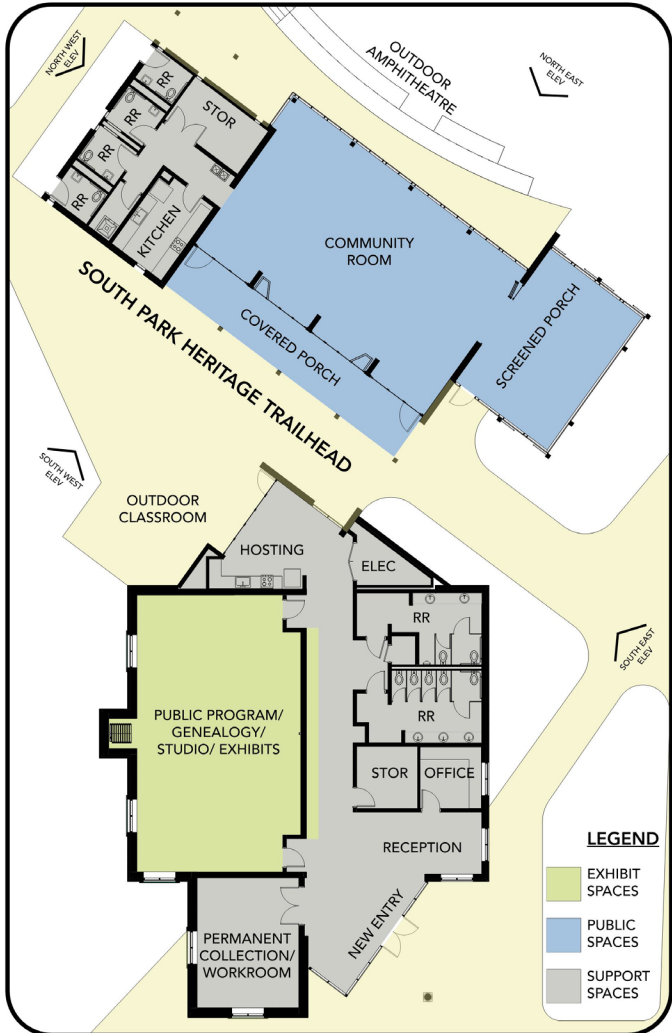 NORTH WEST
ELEV
OUTDOOR
AMPHITHEATRE
NORTH EAST
ELEV
RR
RR
RR
RR
STOR
KITCHEN
COMMUNITY
ROOM
COVERED PORCH
SCREENED PORCH
SOUTH PARK HERITAGE TRAILHEAD
SOUTH WEST
ELEV
OUTDOOR
CLASSROOM
HOSTING
ELEC
RR
SOUTH EAST
ELEV
PUBLIC PROGRAM/
GENEALOGY/
STUDIO/ EXHIBITS
RR
STOR
OFFICE
RECEPTION
NEW ENTRY
PERMANENT
COLLECTION/
WORKROOM
LEGEND
EXHIBIT
SPACES
PUBLIC
SPACES
SUPPORT
SPACES